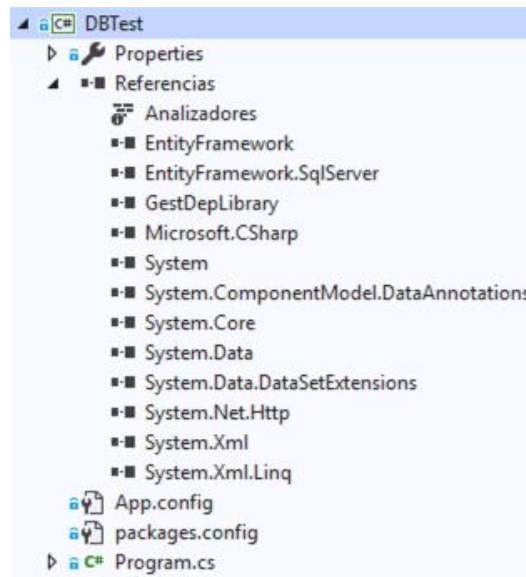 C# DBTest
Properties
Referencias
Analizadores
EntityFramework
EntityFramework.SqlServer
GestDepLibrary
Microsoft.CSharp
System
System.ComponentModel.DataAnnotations
System.Core
System.Data
System.Data.DataSetExtensions
System.Net.Http
System.Xml
System.Xml.Linq
App.config
packages.config
C# Program.cs